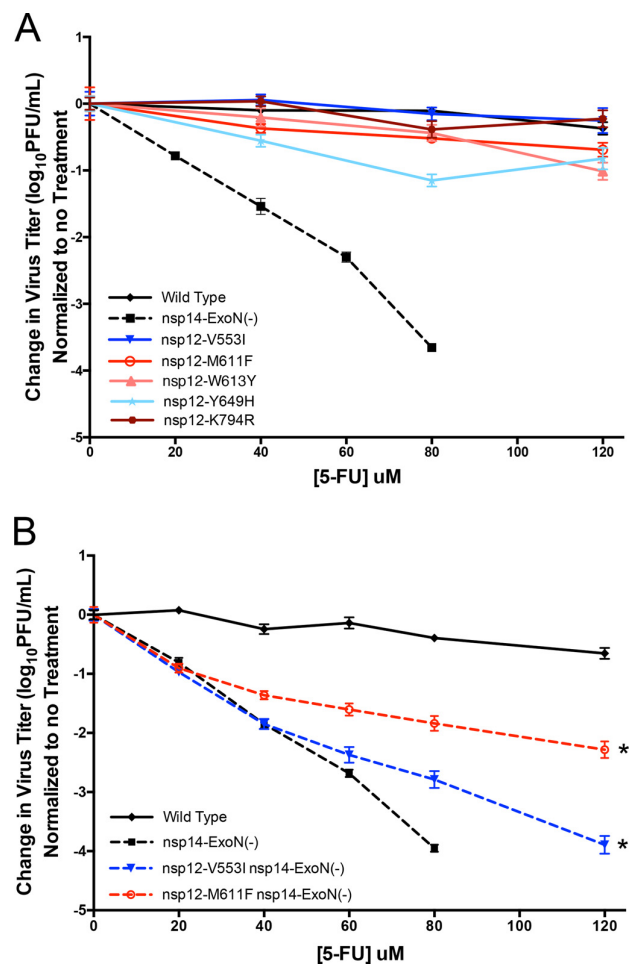 A
Change in Virus Titer (log10PFU/mL)
Normalized to no Treatment
1
0
-1
-2
-3
-4
-5
Wild Type
nsp14-ExoN(-)
nsp12-V553I
nsp12-M611F
nsp12-W613Y
nsp12-Y649H
nsp12-K794R
0 20 40 60 80 100 120
[5-FU] uM
B
Change in Virus Titer (log10PFU/mL)
Normalized to no Treatment
1
0
-1
-2
-3
-4
-5
*
*
Wild Type
nsp14-ExoN(-)
nsp12-V553I nsp14-ExoN(-)
nsp12-M611F nsp14-ExoN(-)
0 20 40 60 80 100 120
[5-FU] uM